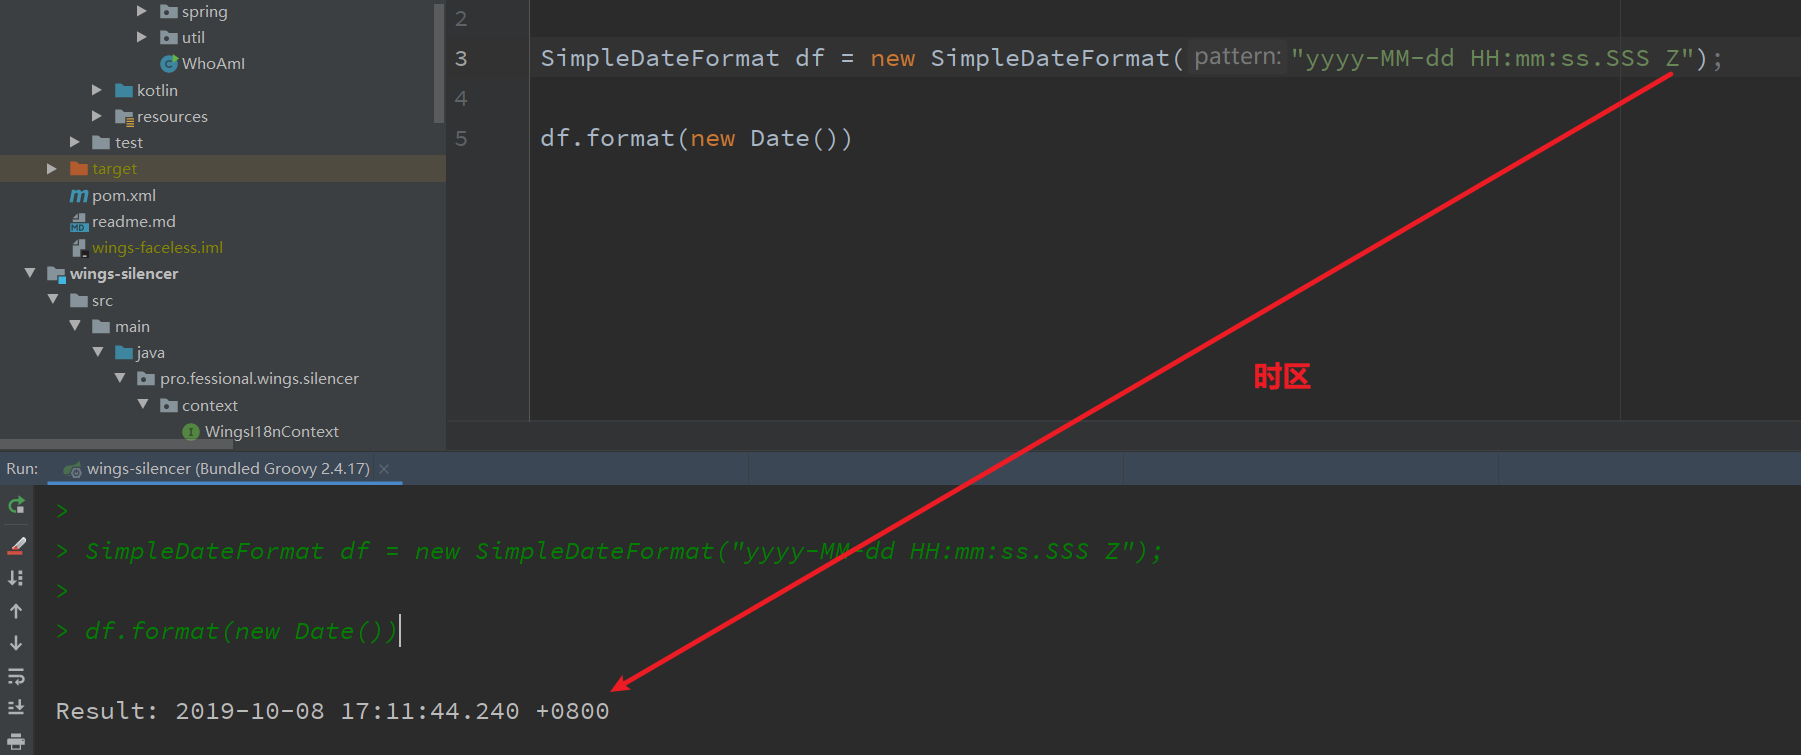 spring
util
WhoAmI
kotlin
resources
test
target
pom.xml
readme.md
wings-faceless.iml
wings-silencer
src
main
java
pro.fessional.wings.silencer
context
WingsI18nContext
2
3 SimpleDateFormat df = new SimpleDateFormat( pattern: "yyyy-MM-dd HH:mm:ss.SSS Z");
4
5 df.format(new Date())
时区
Run: wings-silencer (Bundled Groovy 2.4.17)
>
> SimpleDateFormat df = new SimpleDateFormat("yyyy-MM-dd HH:mm:ss.SSS Z");
>
> df.format(new Date())
Result: 2019-10-08 17:11:44.240 +0800